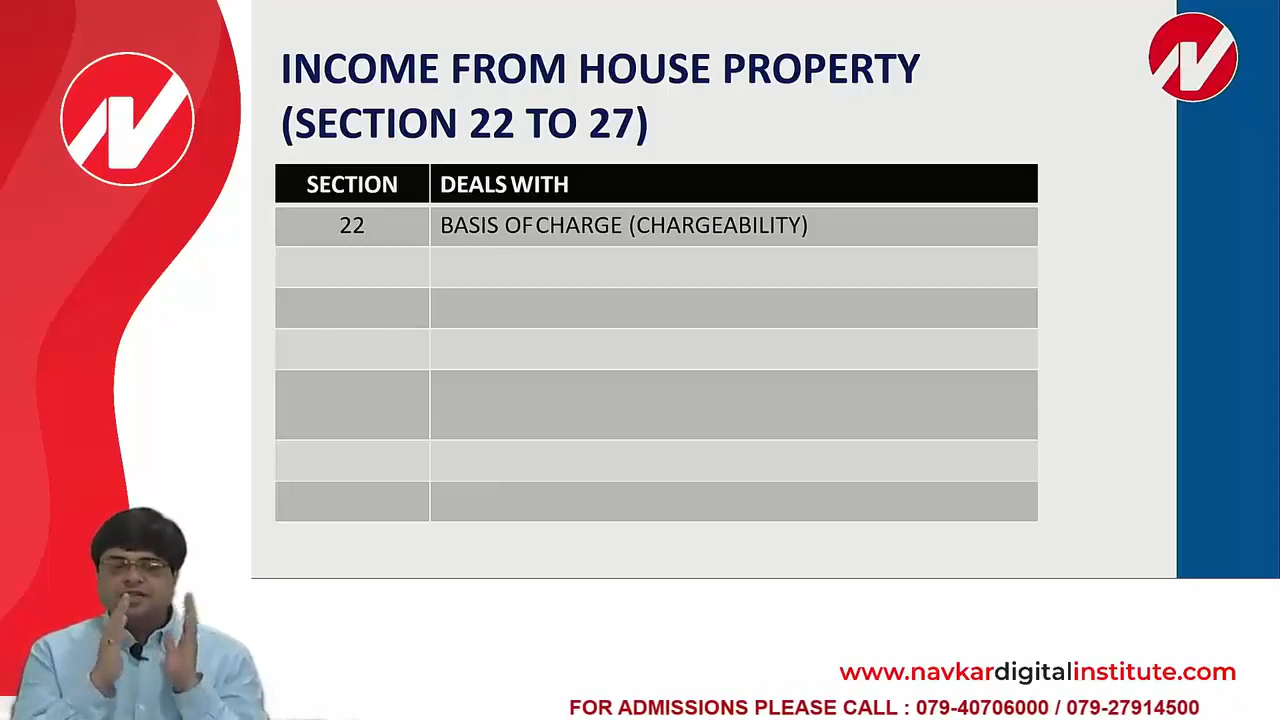 INCOME FROM HOUSE PROPERTY
(SECTION 22 TO 27)
SECTION DEALS WITH
22 BASIS OF CHARGE (CHARGEABILITY)
www.navkardigitalinstitute.com
FOR ADMISSIONS PLEASE CALL : 079-40706000 / 079-27914500